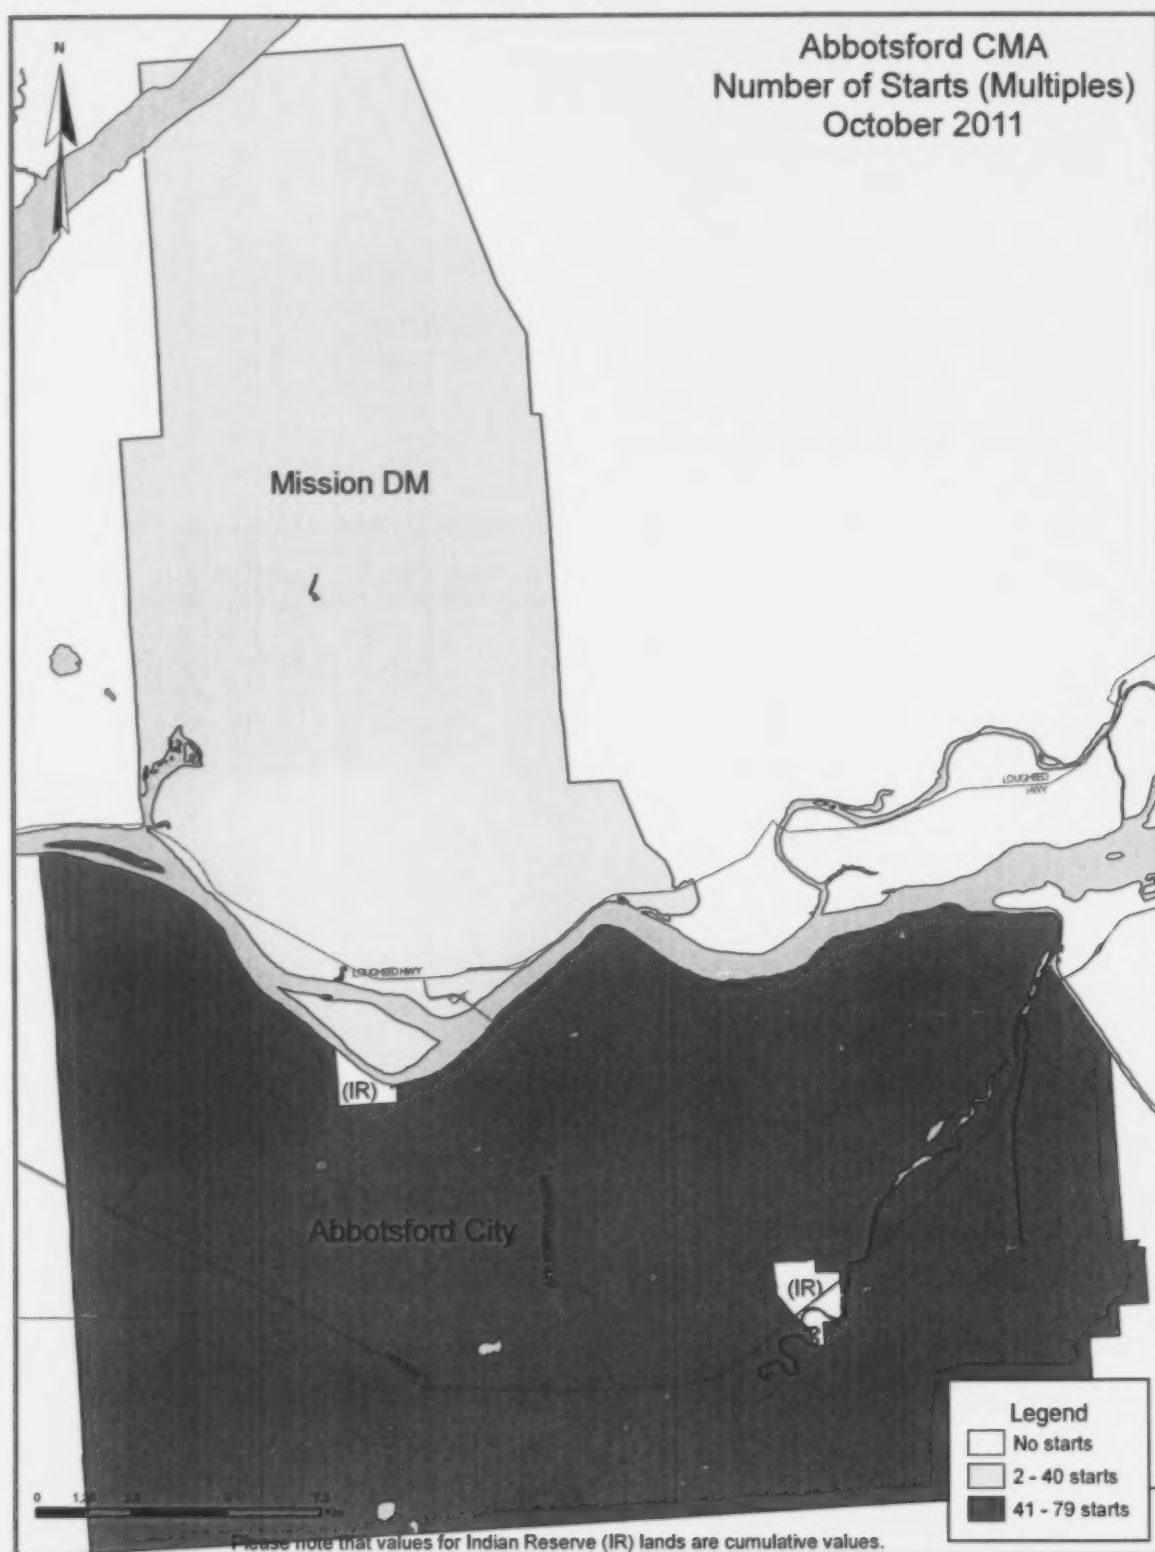 Abbotsford CMA
Number of Starts (Multiples)
October 2011
N
Mission DM
LOUGHEED
HWY
LOUGHEED HWY
(IR)
Abbotsford City
(IR)
Legend
No starts
2 - 40 starts
41 - 79 starts
0
Please note that values for Indian Reserve (IR) lands are cumulative values.